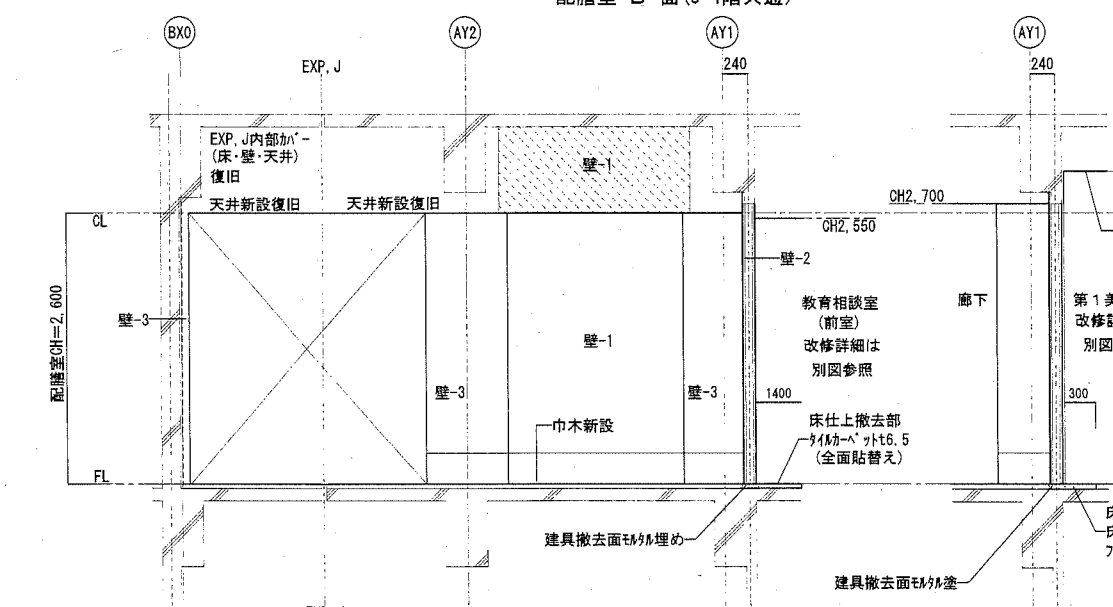 BX0
AY2
AY1
AY1
EXP, J
240
240
EXP, J内部ｶﾊﾞｰ
(床・壁・天井)
復旧
壁-1
天井新設復旧
天井新設復旧
CH2, 700
CL
CH2, 550
壁-2
配膳室CH＝2, 600
壁-3
壁-1
教育相談室
(前室)
改修詳細は
別図参照
廊下
第１美
改修詳
別図
壁-3
壁-3
1400
300
巾木新設
床仕上撤去部
ﾀｲﾙｶｰﾍﾟｯﾄt6. 5
(全面貼替え)
FL
建具撤去面ﾓﾙﾀﾙ埋め
建具撤去面ﾓﾙﾀﾙ塗